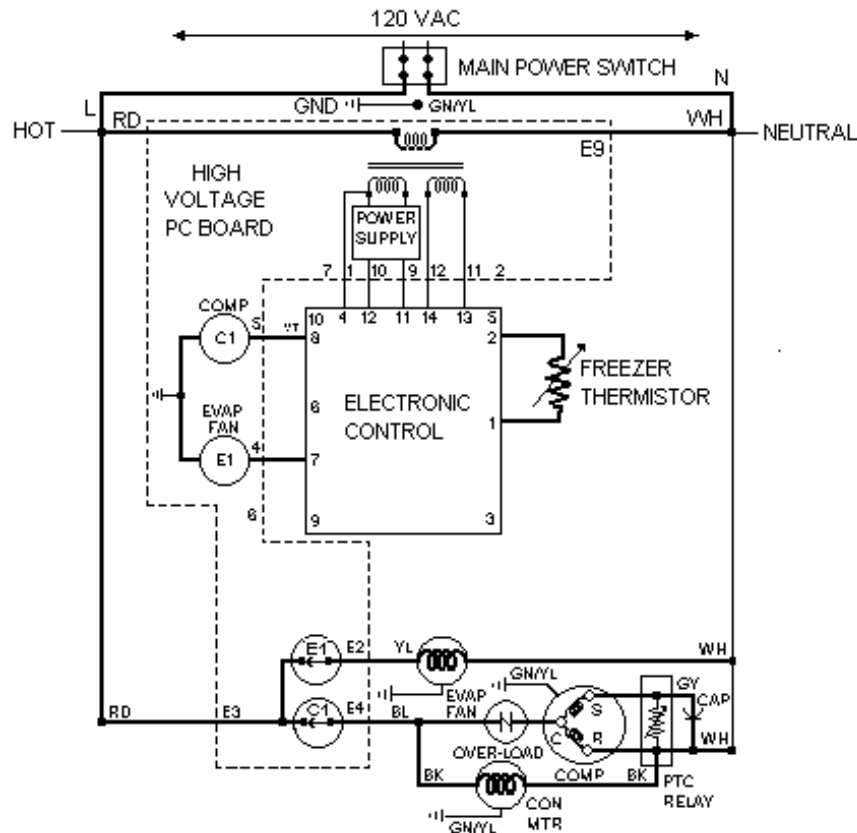 120 VAC
MAIN POWER SWITCH
N
L
GND
GN/YL
HOT
RD
WH
NEUTRAL
E9
HIGH
VOLTAGE
PC BOARD
POWER
SUPPLY
7 1 10 9 12 11 2
COMP
C1
S
VT
10 4 12 11 14 13 S
8
2
FREEZER
THERMISTOR
6
ELECTRONIC
CONTROL
1
EVAP
FAN
E1
4
7
6
9
3
E1
E2
YL
WH
GN/YL
EVAP
FAN
GY
CAP
RD
E3
C1
E4
BL
N
OVER-LOAD
C
S
R
COMP
WH
BK
BK
PTC
RELAY
CON
MTR
GN/YL